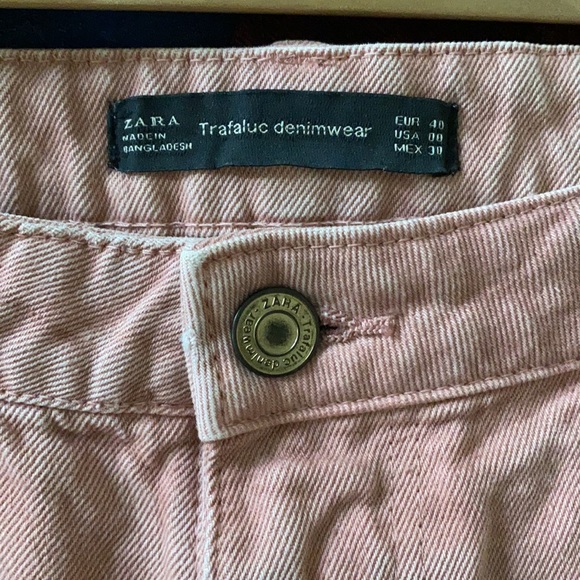 ZARA
MADE IN
BANGLADESH
Trafaluc denimwear
EUR 40
USA 08
MEX 30
ZARA · Trafaluc denimwear ·